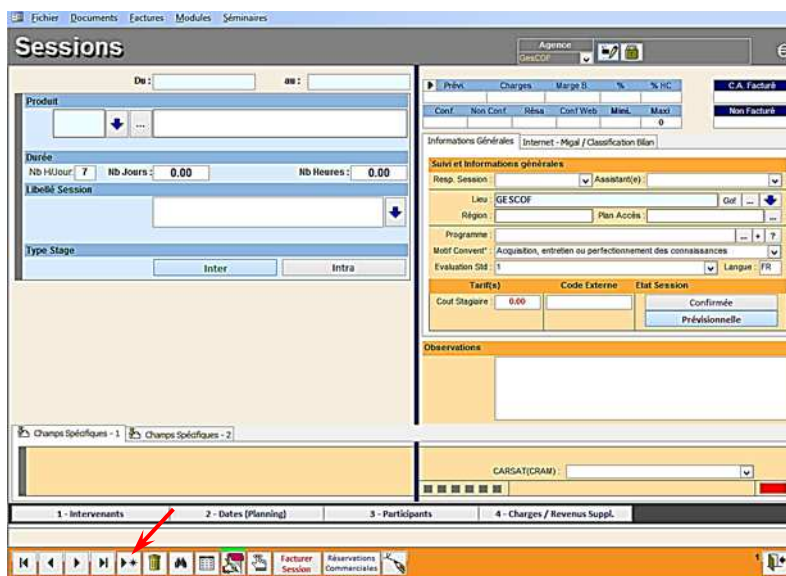 Fichier Documents Factures Modules Séminaires
Sessions
Agence
GesCOF
Du : au :
Produit
...
Durée
Nb H/Jour: 7 Nb Jours : 0.00 Nb Heures : 0.00
Libellé Session
Type Stage
Inter Intra
Prévi. Charges Marge B. % % HC C.A. Facturé
Conf. Non Conf. Résa Conf Web Mini. Maxi Non Facturé
0
Informations Générales Internet - Migal / Classification Bilan
Suivi et Informations générales
Resp. Session : Assistant(e) :
Lieu : GESCOF Go! ...
Région : Plan Accès : ...
Programme : ... + ?
Motif Convent° : Acquisition, entretien ou perfectionnement des connaissances
Evaluation Std : 1 Langue : FR
Tarif(s) Code Externe Etat Session
Cout Stagiaire : 0.00 Confirmée
Prévisionnelle
Observations
Champs Spécifiques - 1 Champs Spécifiques - 2
CARSAT(CRAM) :
1 - Intervenants 2 - Dates (Planning) 3 - Participants 4 - Charges / Revenus Suppl.
Facturer Session Réservations Commerciales 1